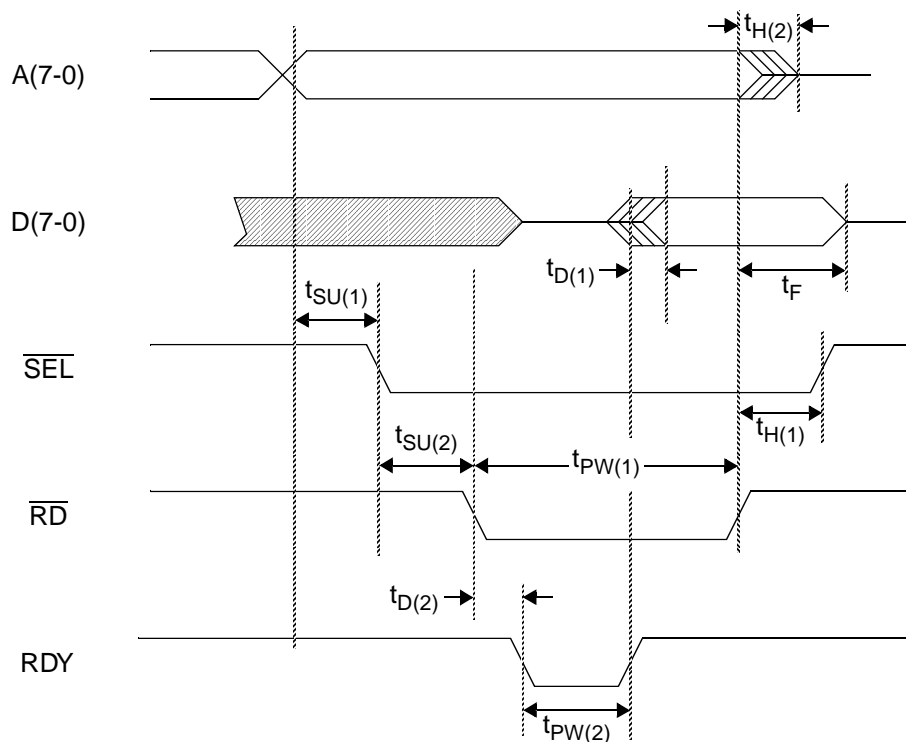 tH(2)
A(7-0)
D(7-0)
tD(1)
tF
tSU(1)
SEL
tH(1)
tSU(2)
tPW(1)
RD
tD(2)
RDY
tPW(2)